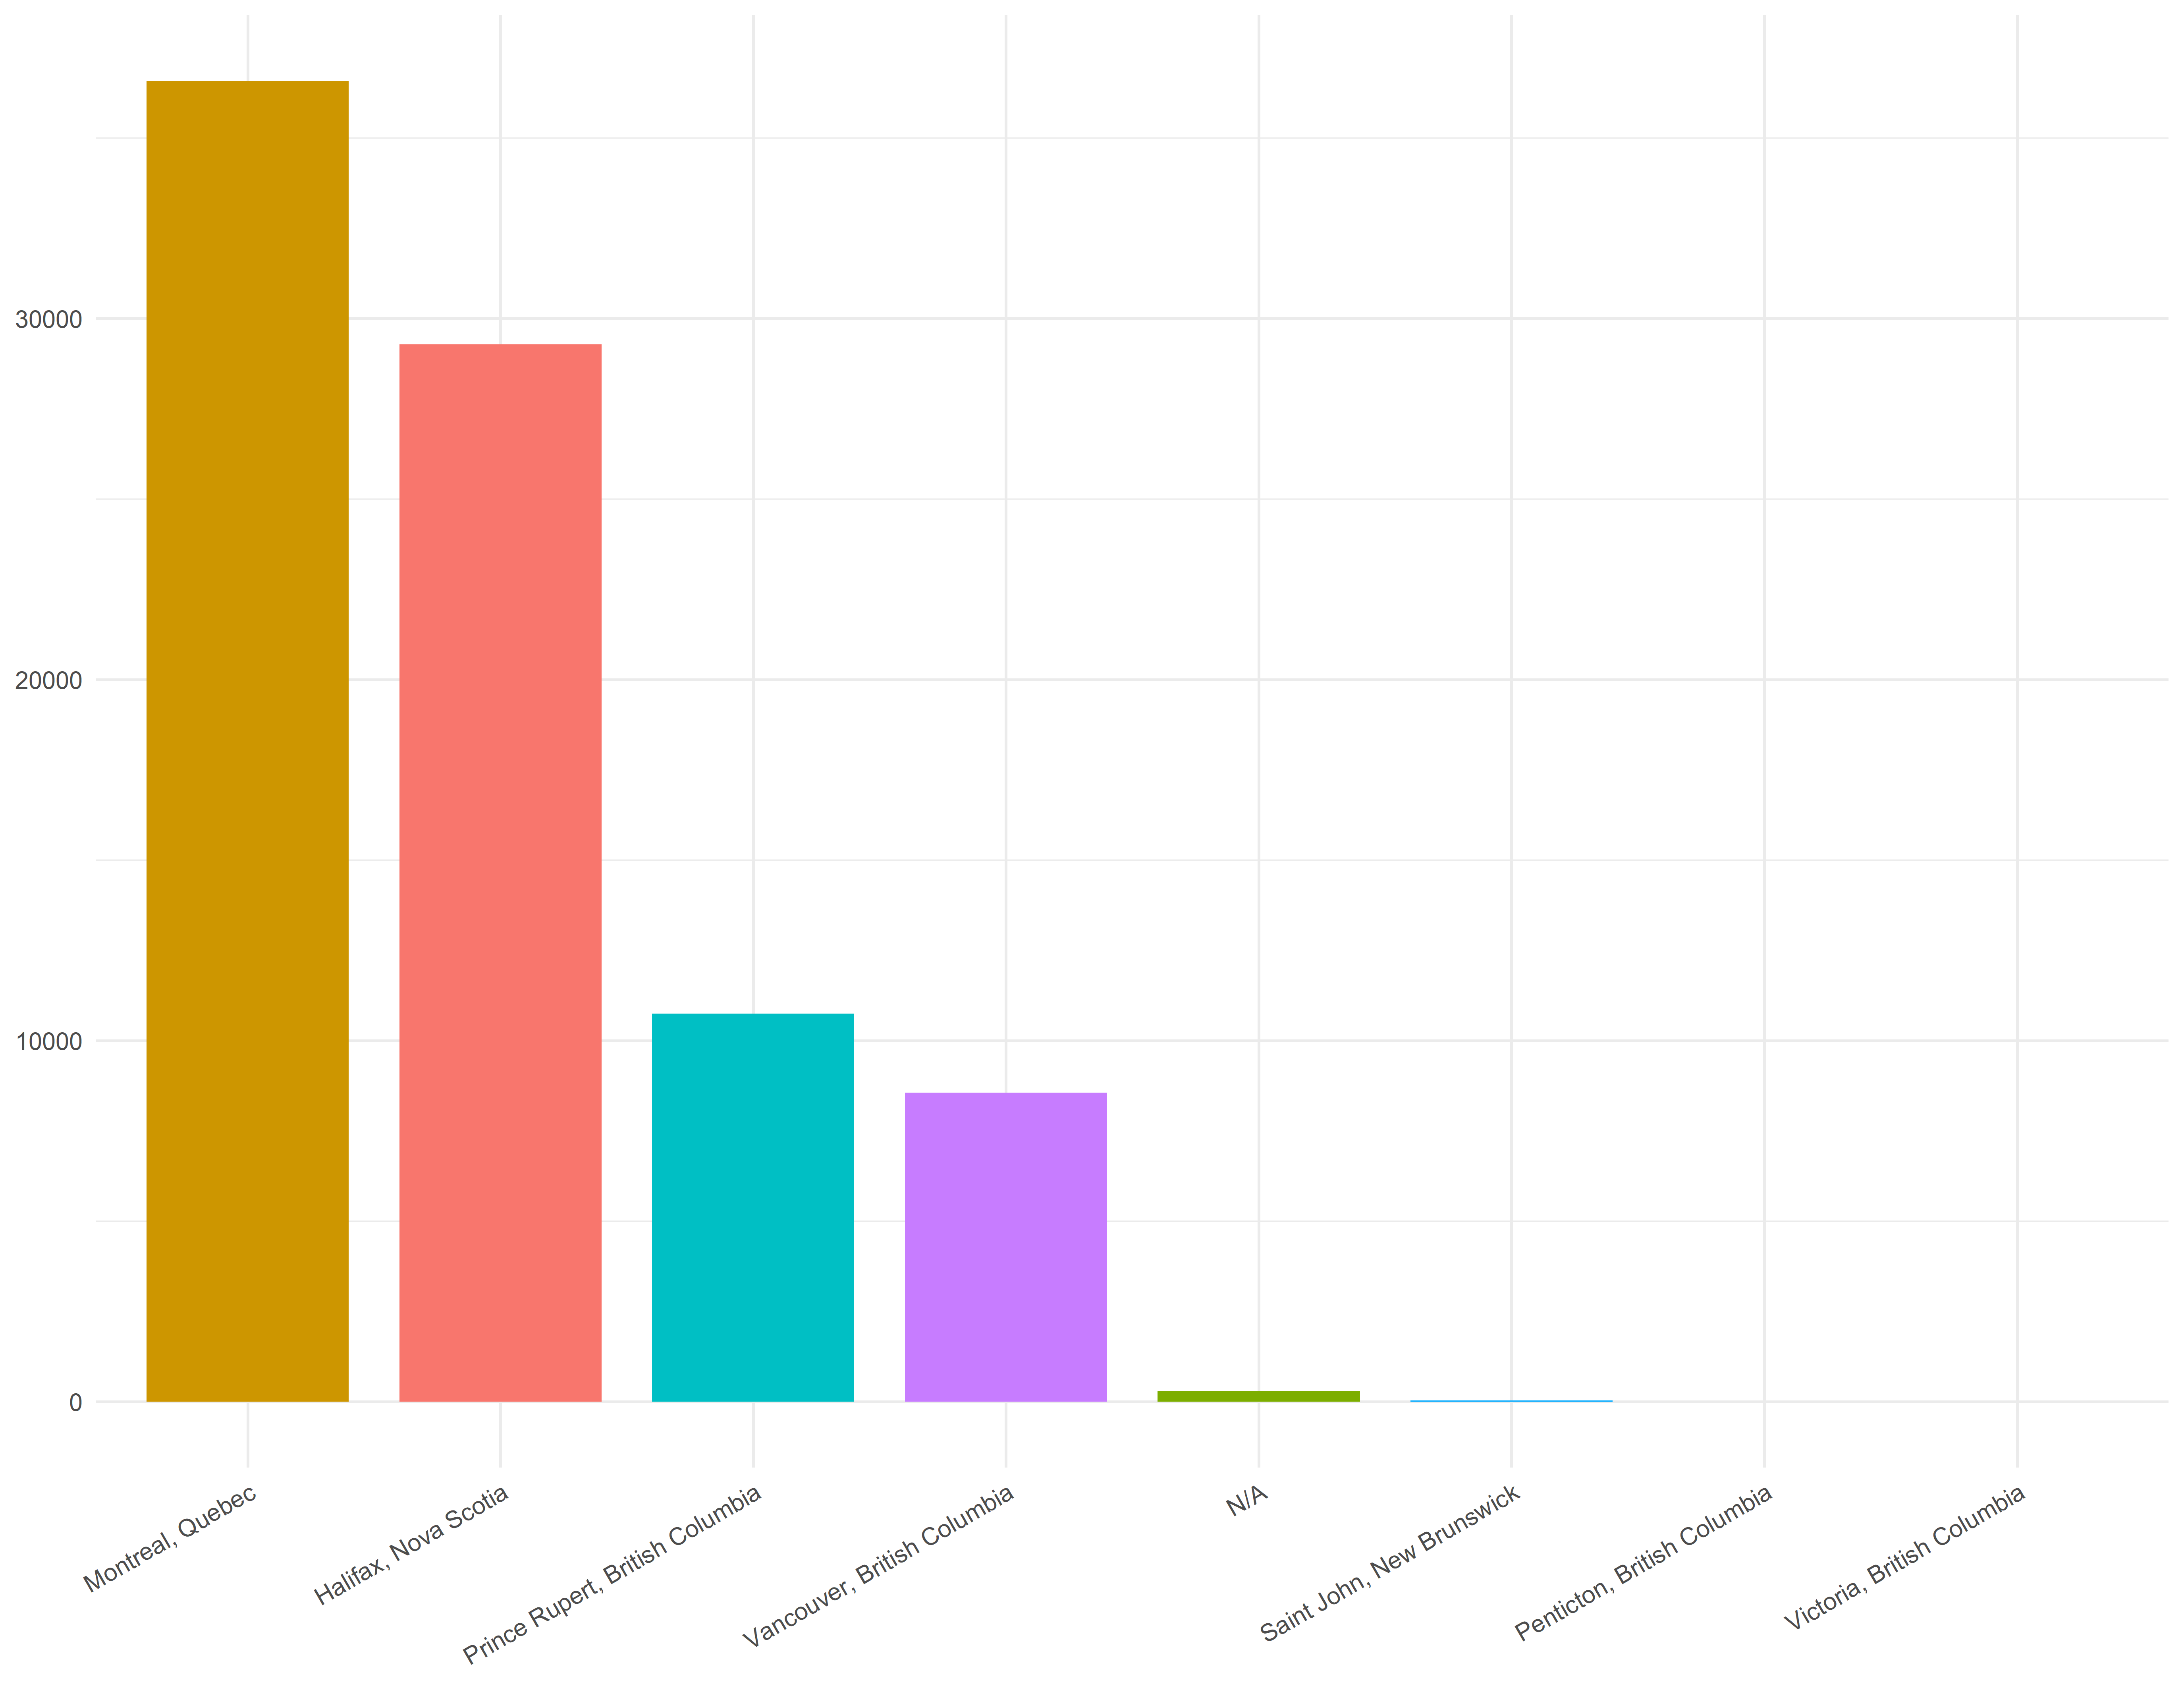 30000
20000
10000
0
Montreal, Quebec
Halifax, Nova Scotia
Prince Rupert, British Columbia
Vancouver, British Columbia
N/A
Saint John, New Brunswick
Penticton, British Columbia
Victoria, British Columbia